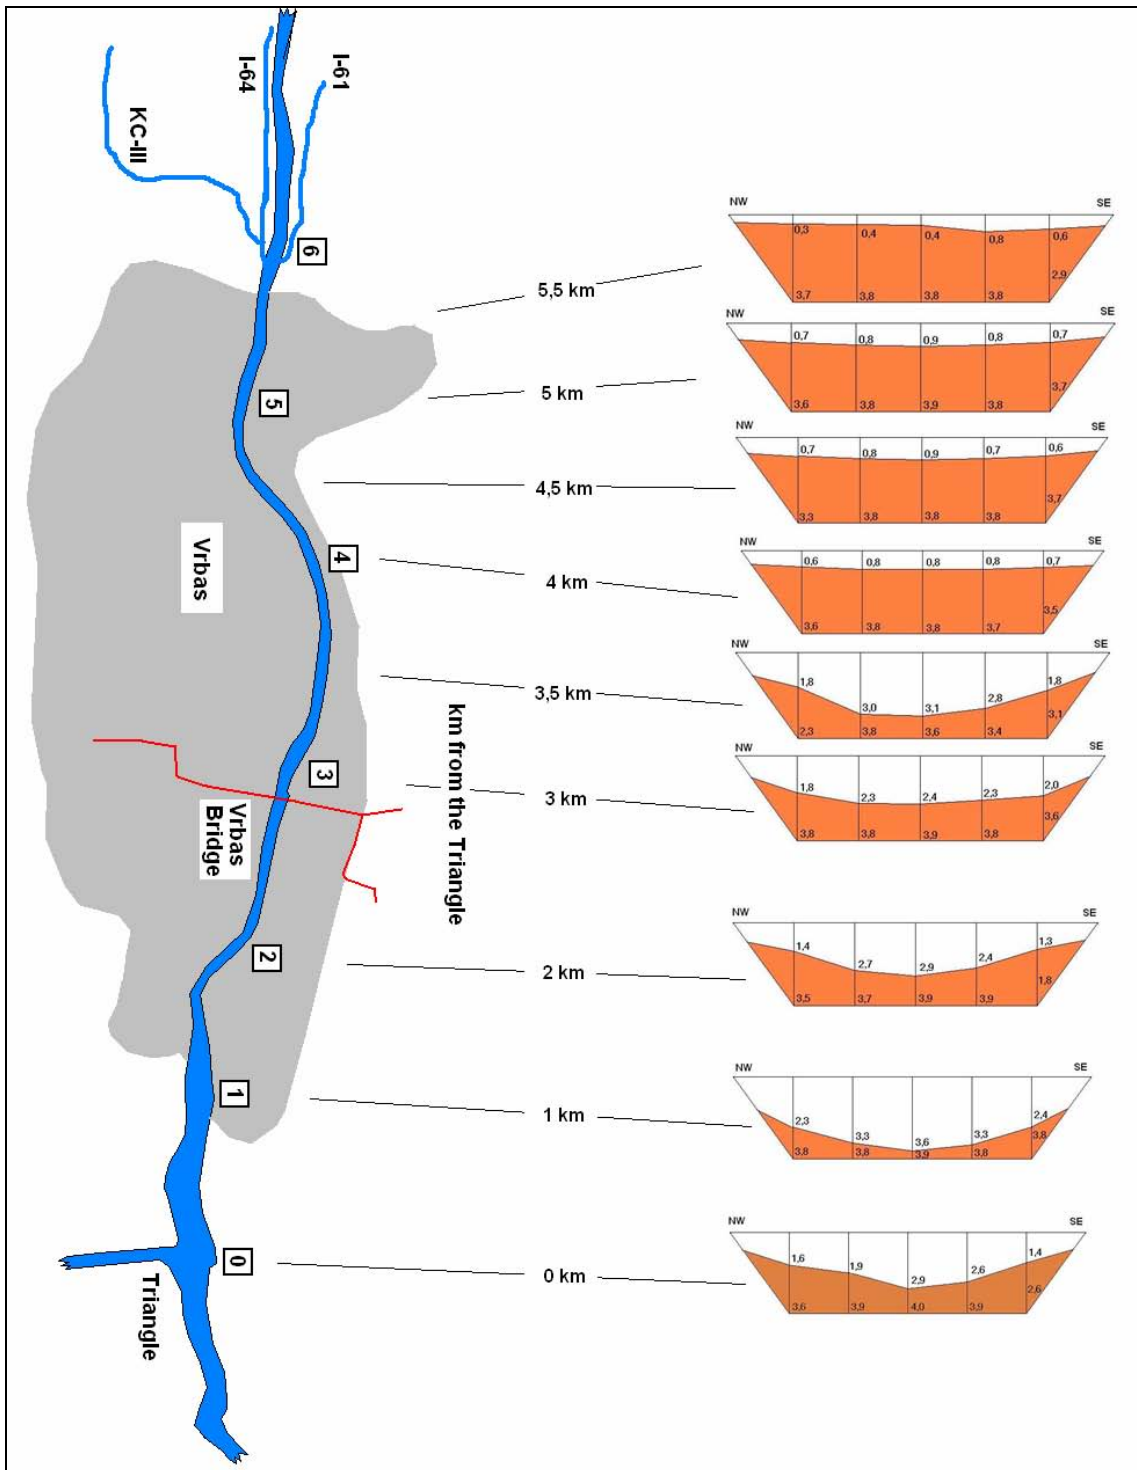 I-64
I-61
KC-III
6
5
Vrbas
4
3
Vrbas
Bridge
km from the Triangle
2
1
0
Triangle
5,5 km
NW
SE
0,3
0,4
0,4
0,8
0,6
2,9
3,7
3,8
3,8
3,8
5 km
NW
SE
0,7
0,8
0,9
0,8
0,7
3,7
3,6
3,8
3,9
3,8
4,5 km
NW
SE
0,7
0,8
0,9
0,7
0,6
3,7
3,3
3,8
3,8
3,8
4 km
NW
SE
0,6
0,8
0,8
0,8
0,7
3,5
3,6
3,8
3,8
3,7
3,5 km
NW
SE
1,8
3,0
3,1
2,8
1,8
3,1
2,3
3,8
3,6
3,4
3 km
NW
SE
1,8
2,3
2,4
2,3
2,0
3,6
3,8
3,8
3,9
3,8
2 km
NW
SE
1,4
2,7
2,9
2,4
1,3
1,8
3,5
3,7
3,9
3,9
1 km
NW
SE
2,3
3,3
3,6
3,3
2,4
3,8
3,8
3,8
3,9
3,8
0 km
NW
SE
1,6
1,9
2,9
2,6
1,4
2,6
3,6
3,9
4,0
3,9